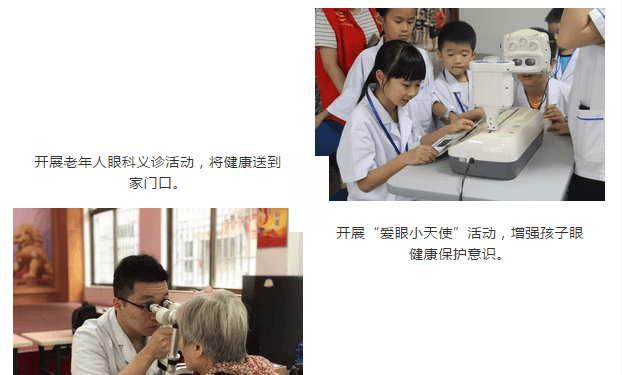 开展老年人眼科义诊活动，将健康送到
家门口。
开展“爱眼小天使”活动，增强孩子眼
健康保护意识。